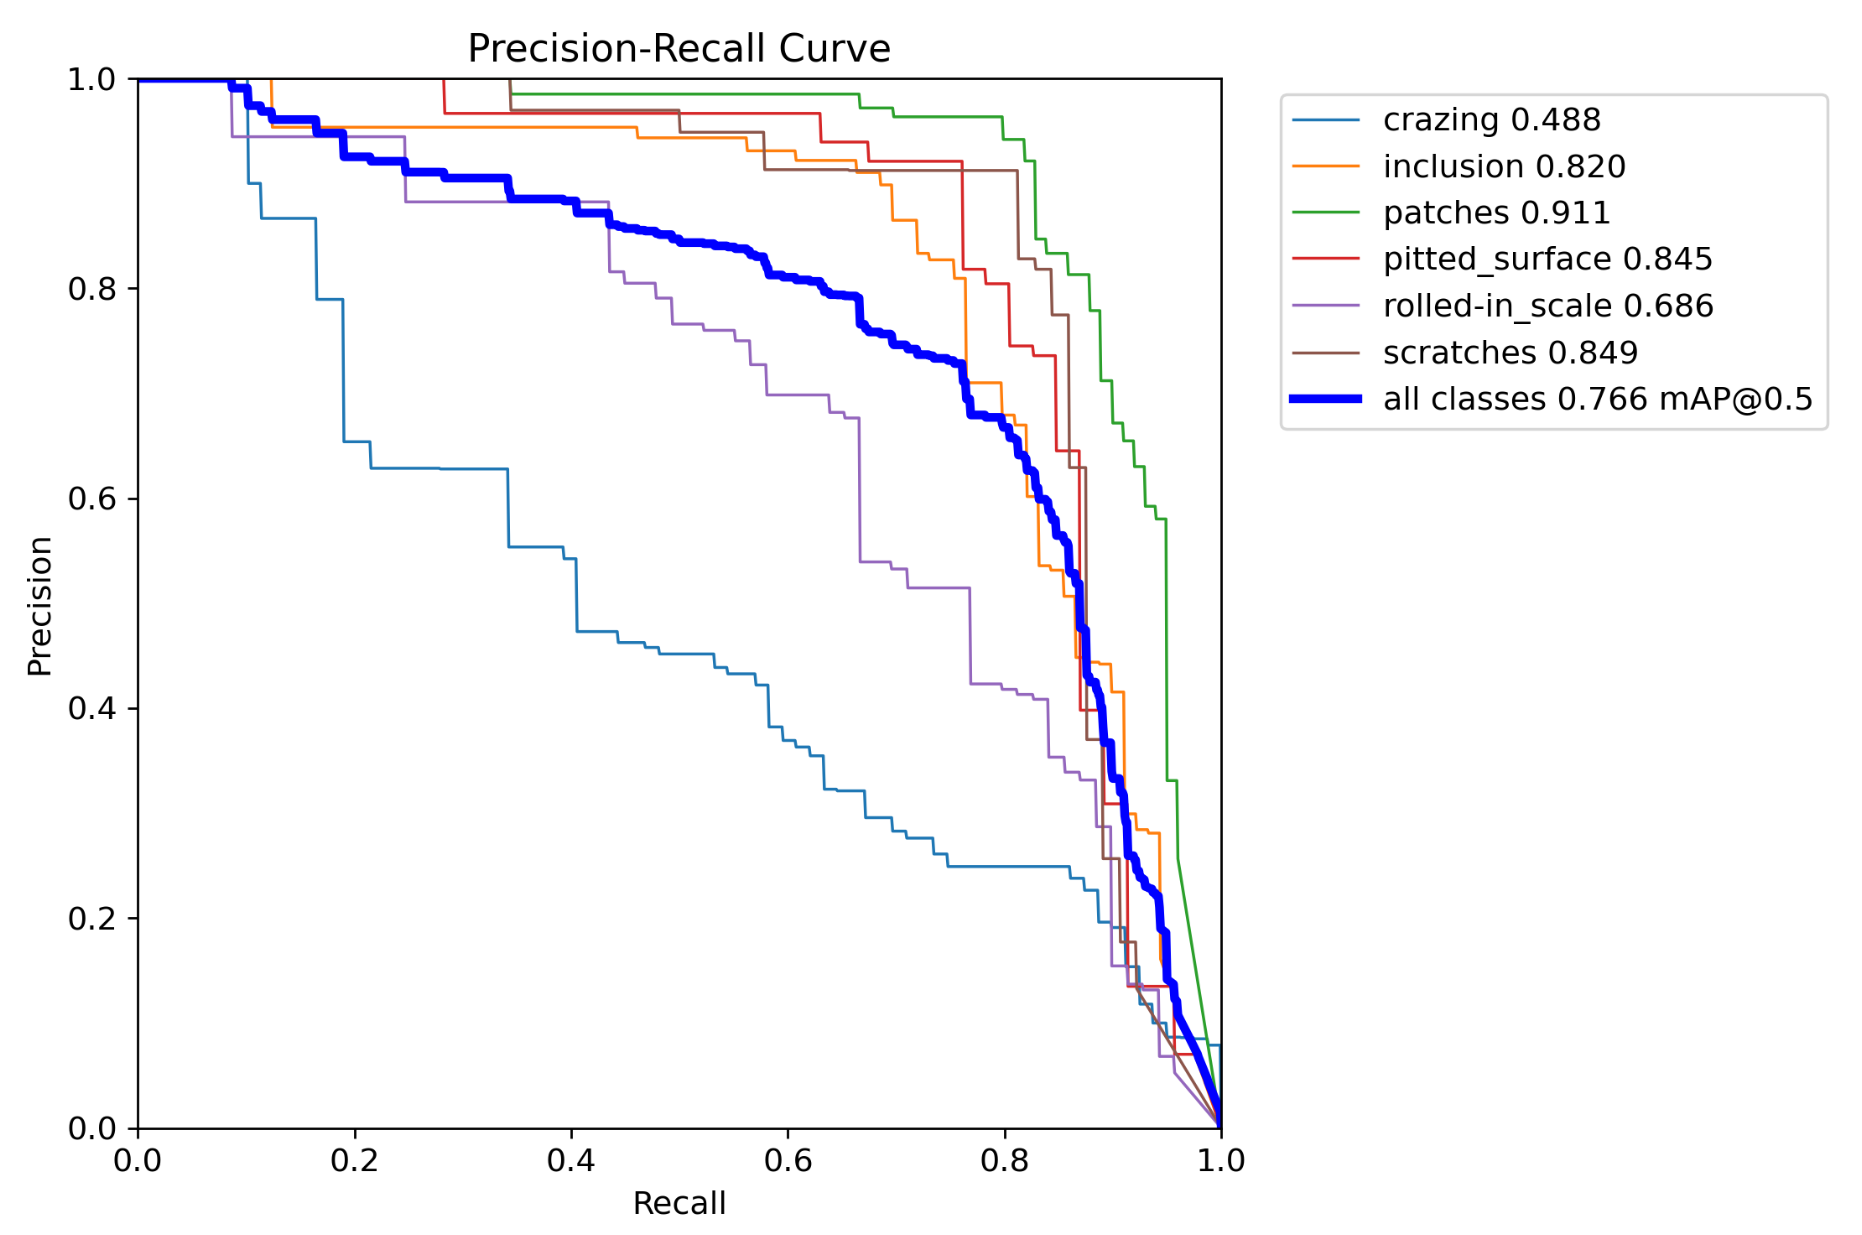 Precision-Recall Curve
1.0
0.8
0.6
0.4
0.2
0.0
Precision
0.0 0.2 0.4 0.6 0.8 1.0
Recall
crazing 0.488
inclusion 0.820
patches 0.911
pitted_surface 0.845
rolled-in_scale 0.686
scratches 0.849
all classes 0.766 mAP@0.5